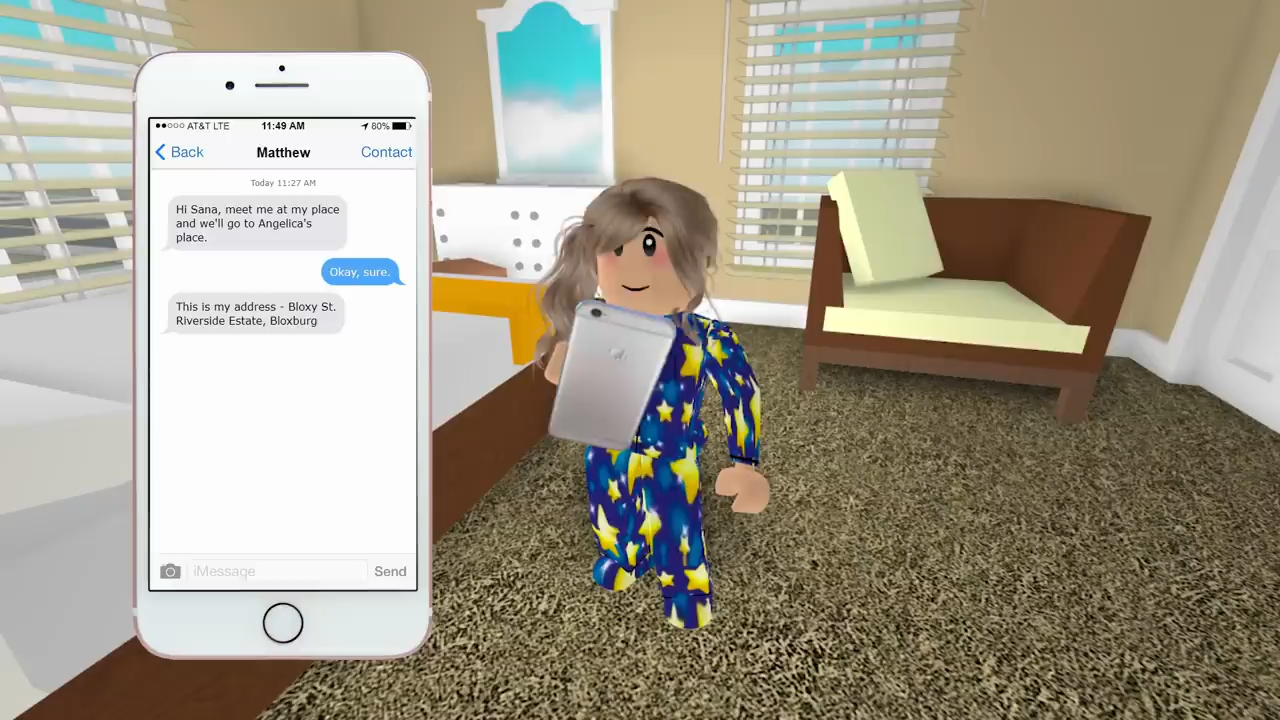 AT&T LTE 11:49 AM 80%
Back Matthew Contact
Today 11:27 AM
Hi Sana, meet me at my place
and we'll go to Angelica's
place.
Okay, sure.
This is my address - Bloxy St.
Riverside Estate, Bloxburg
iMessage Send